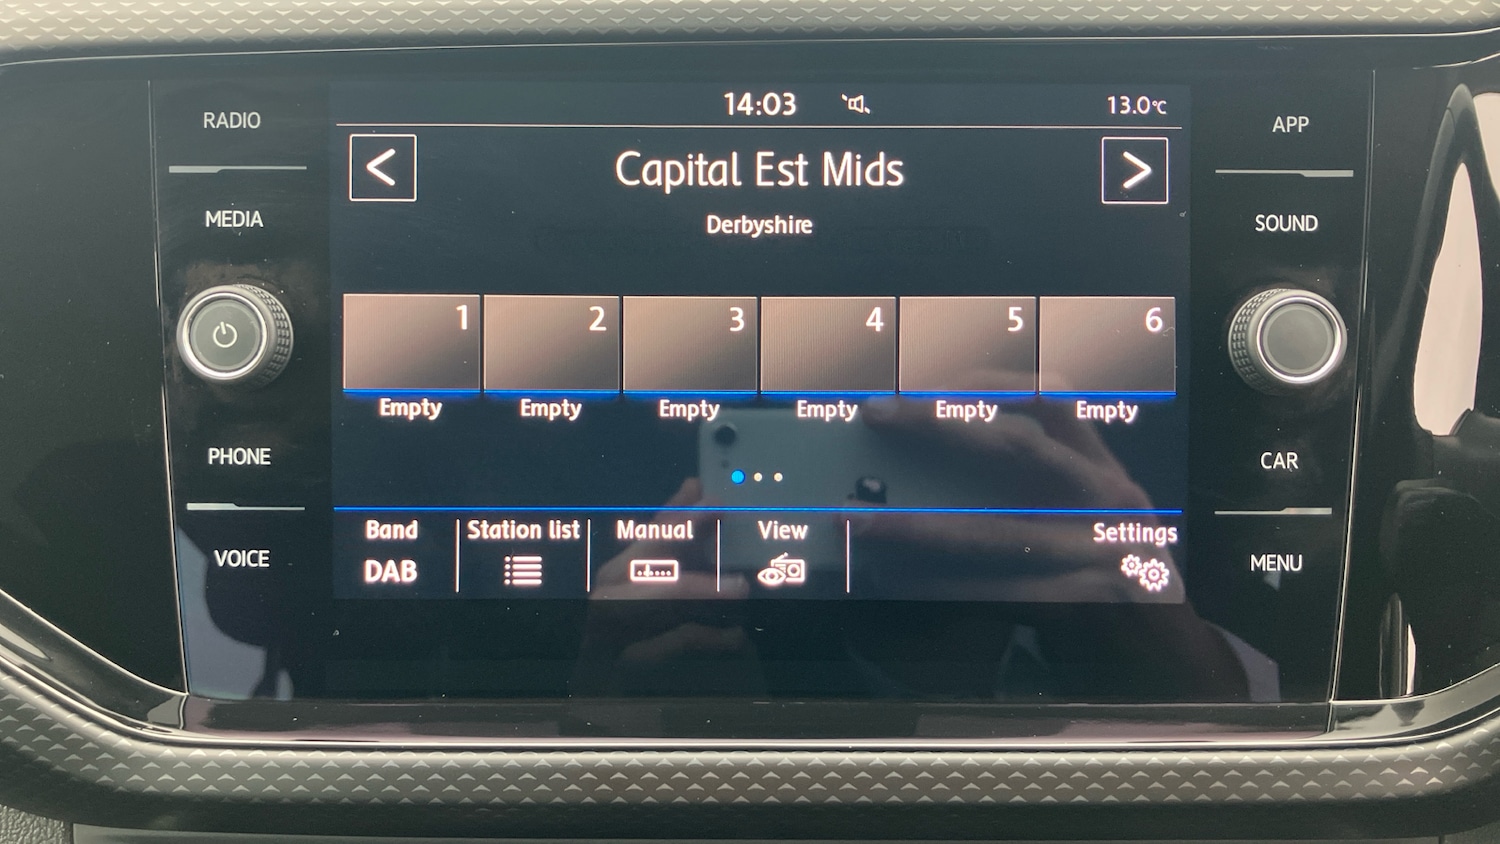 14:03 13.0°C
RADIO
MEDIA
PHONE
VOICE
<
Capital Est Mids
>
Derbyshire
1 2 3 4 5 6
Empty Empty Empty Empty Empty Empty
Band Station list Manual View Settings
DAB
APP
SOUND
CAR
MENU